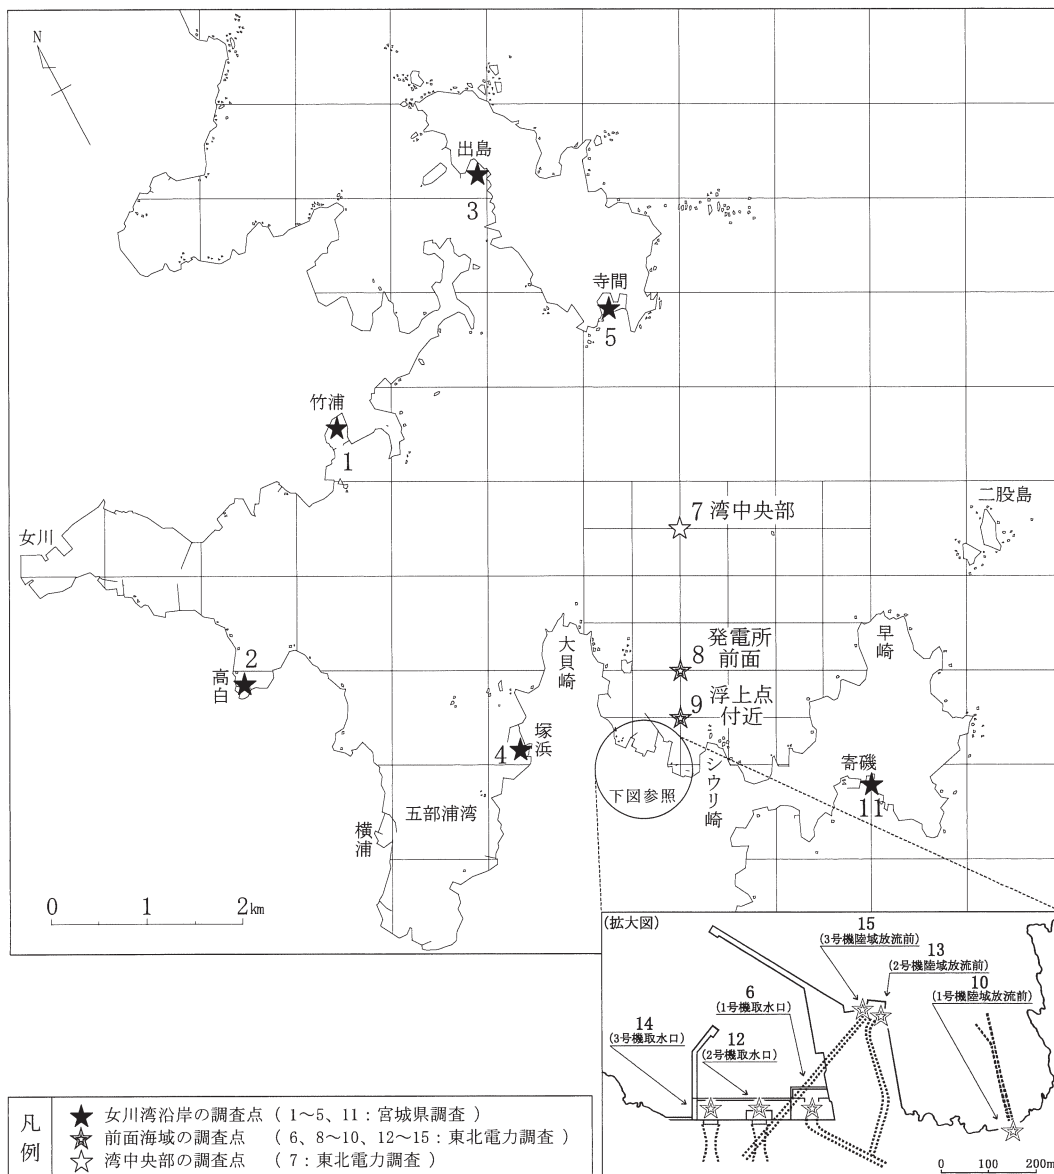 N
出島
3
寺間
5
竹浦
1
女川
7 湾中央部
二股島
高白
2
大貝崎
8 発電所前面
9 浮上点付近
早崎
塚浜
4
シウリ崎
寄磯
11
下図参照
五部浦湾
横浦
0 1 2km
(拡大図)
15
(3号機陸域放流前)
13
(2号機陸域放流前)
10
(1号機陸域放流前)
6
(1号機取水口)
14
(3号機取水口)
12
(2号機取水口)
0 100 200m
凡例
女川湾沿岸の調査点 ( 1~5、11:宮城県調査 )
前面海域の調査点 ( 6、8~10、12~15:東北電力調査 )
湾中央部の調査点 ( 7:東北電力調査 )